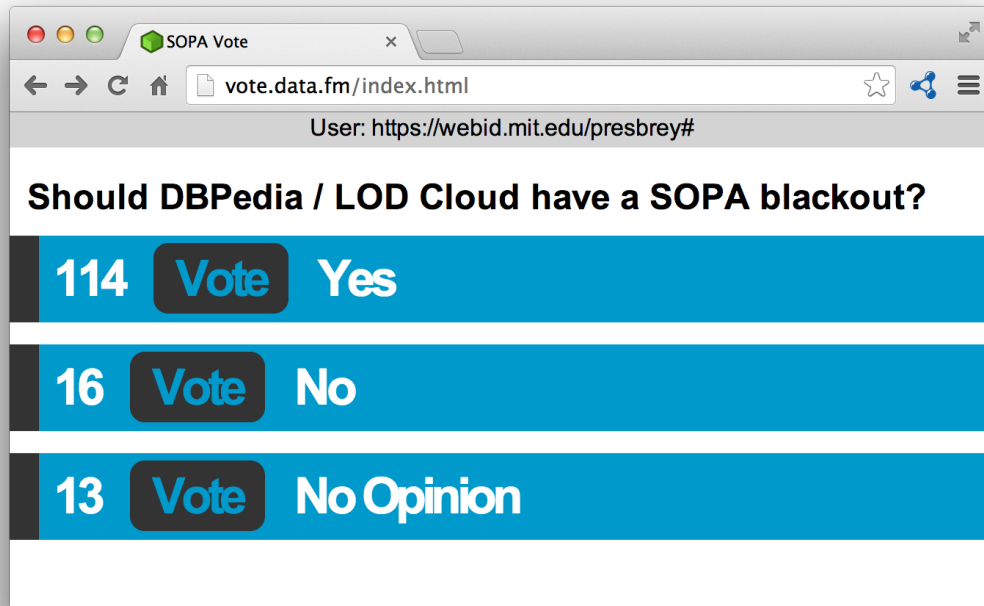 SOPA Vote
vote.data.fm/index.html
User: https://webid.mit.edu/presbrey#
Should DBPedia / LOD Cloud have a SOPA blackout?
114 Vote Yes
16 Vote No
13 Vote No Opinion